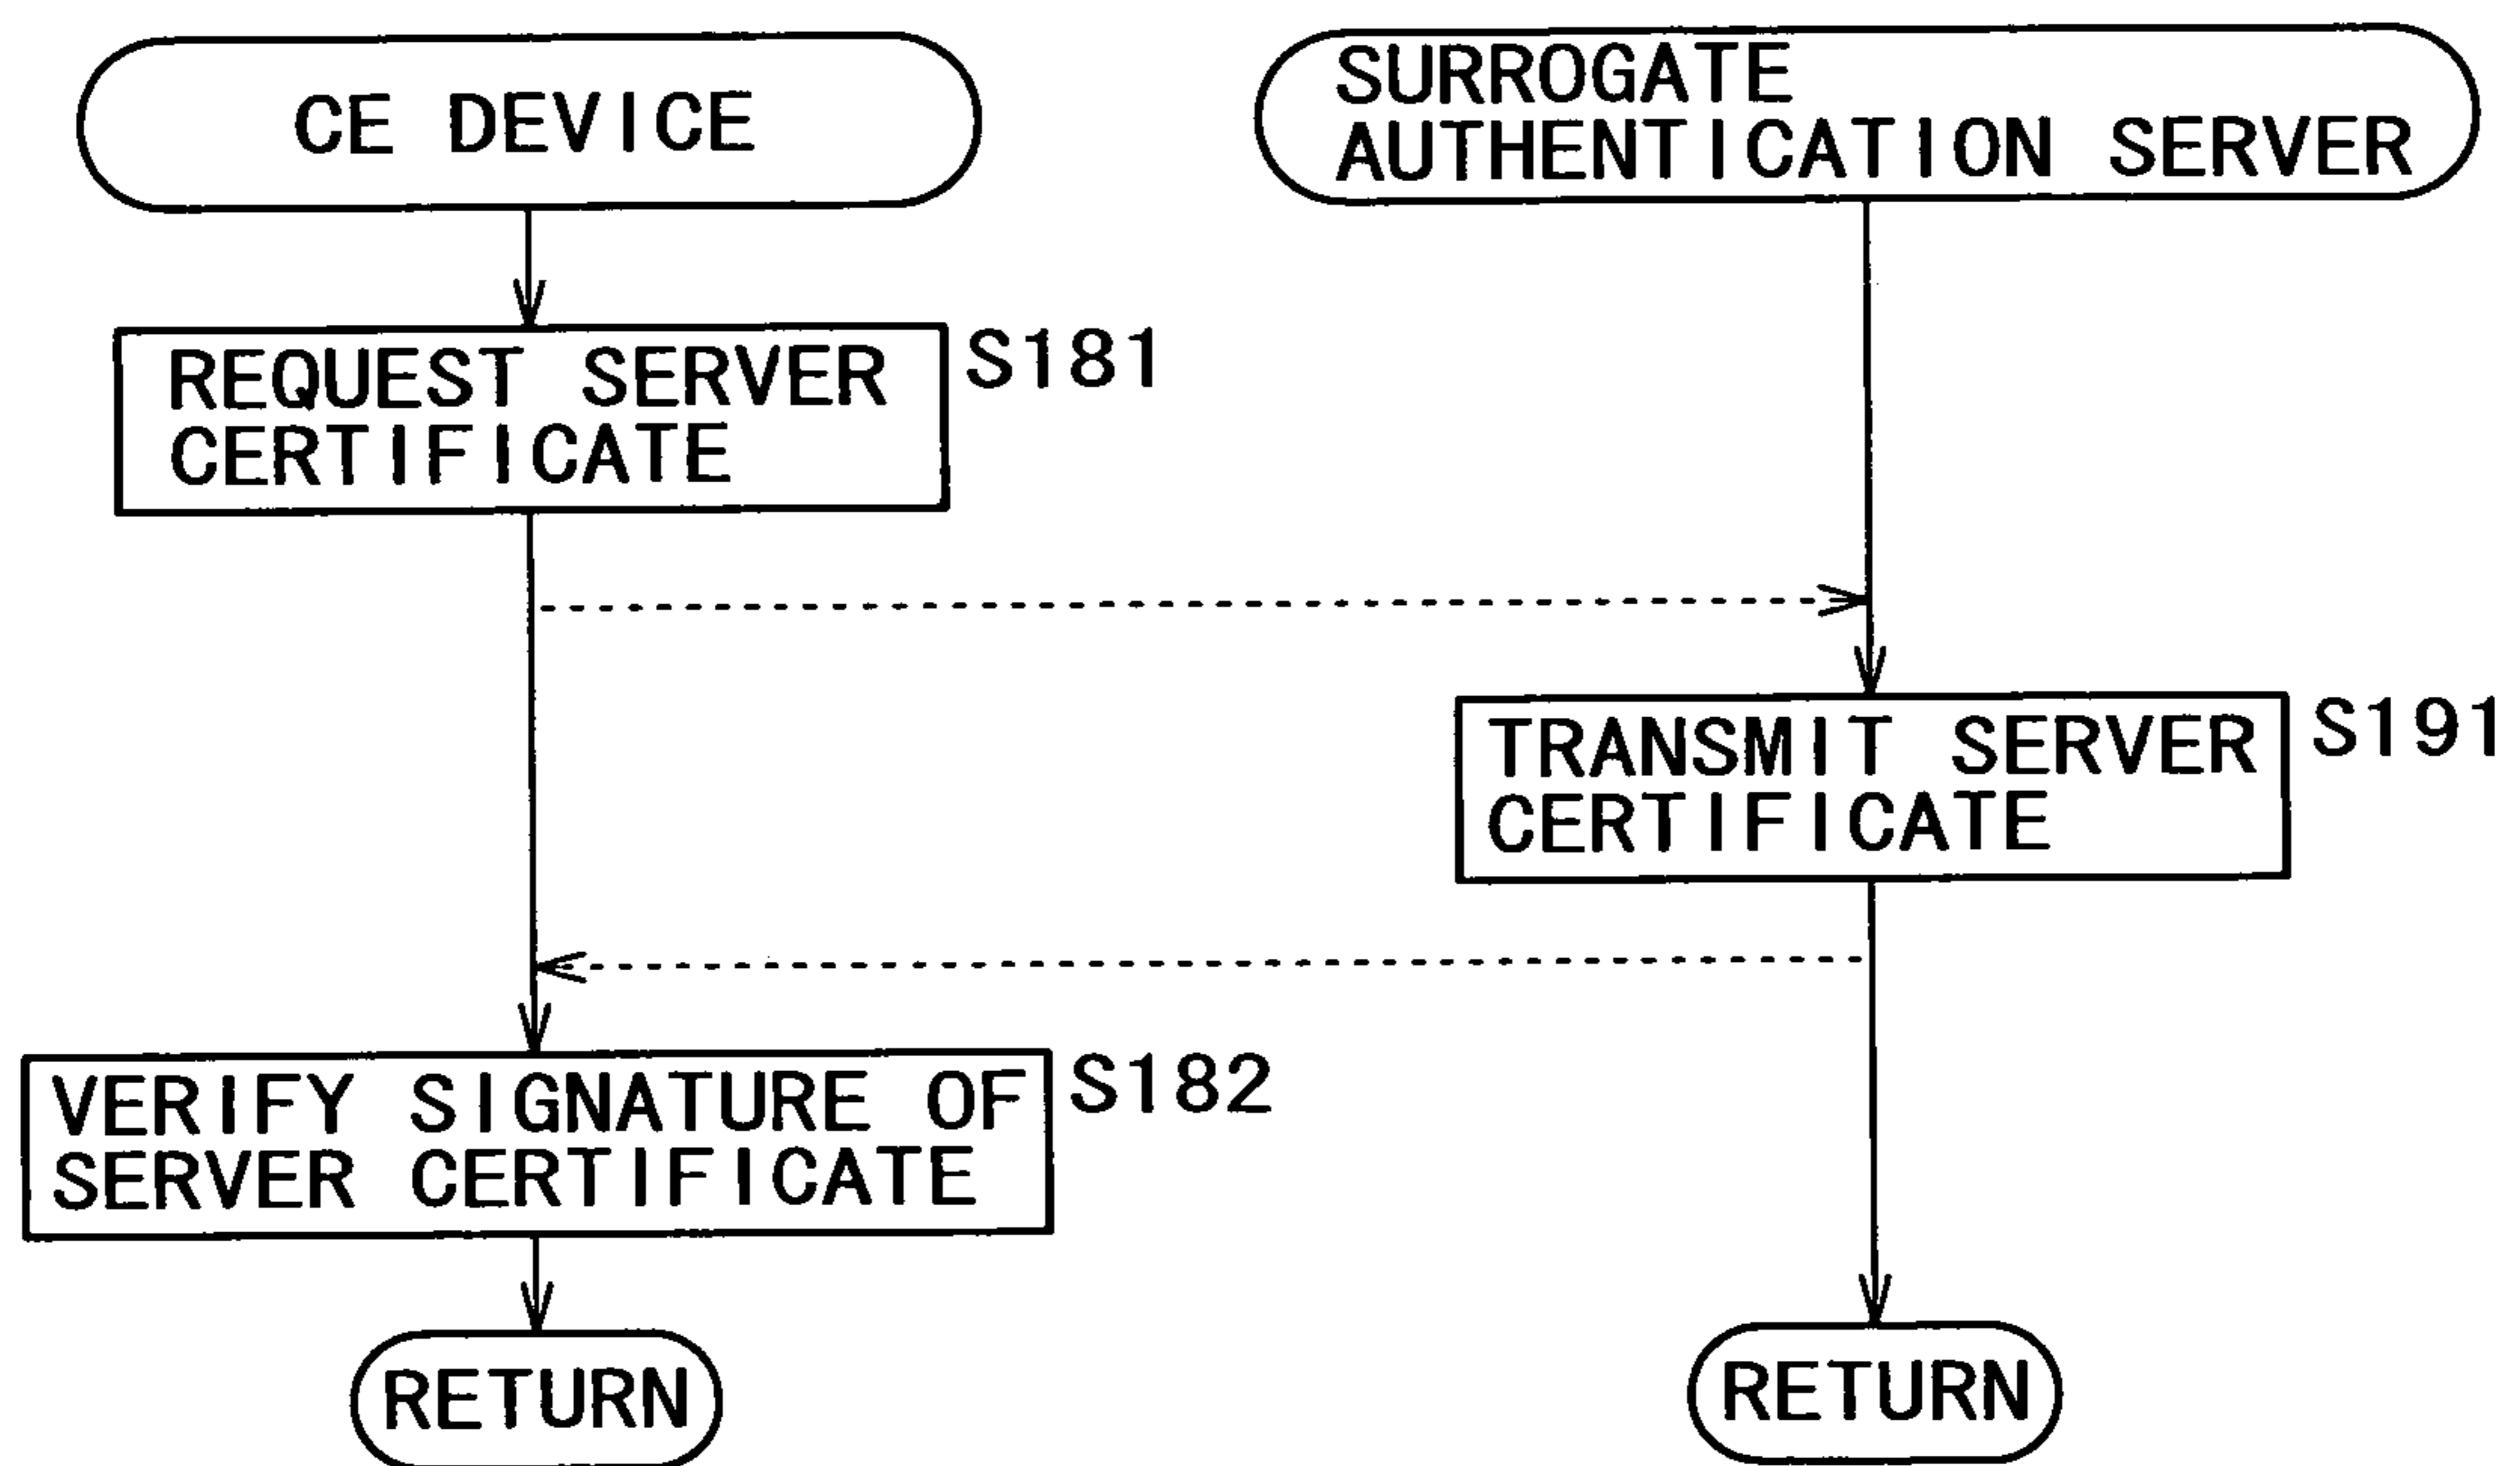 CE DEVICE
SURROGATE
AUTHENTICATION SERVER
REQUEST SERVER
CERTIFICATE
S181
TRANSMIT SERVER
CERTIFICATE
S191
VERIFY SIGNATURE OF
SERVER CERTIFICATE
S182
RETURN
RETURN